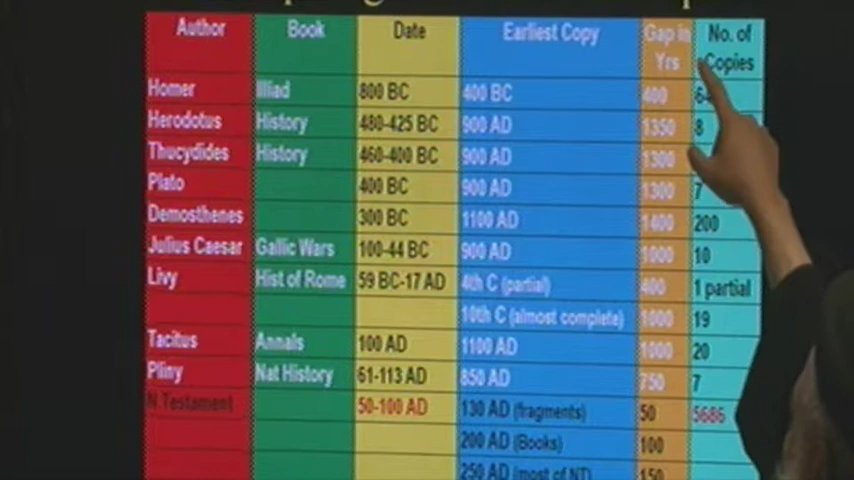 Author Book Date Earliest Copy Gap in Yrs No. of Copies
Homer Illiad 800 BC 400 BC 400
Herodotus History 480-425 BC 900 AD 1350 8
Thucydides History 460-400 BC 900 AD 1300
Plato 400 BC 900 AD 1300 7
Demosthenes 300 BC 1100 AD 1400 200
Julius Caesar Gallic Wars 100-44 BC 900 AD 1000 10
Livy Hist of Rome 59 BC-17 AD 4th C (partial) 400 1 partial
10th C (almost complete) 1000 19
Tacitus Annals 100 AD 1100 AD 1000 20
Pliny Nat History 61-113 AD 850 AD 750 7
N.Testament 50-100 AD 130 AD (fragments) 50 5686
200 AD (Books) 100
250 AD (most of NT) 150